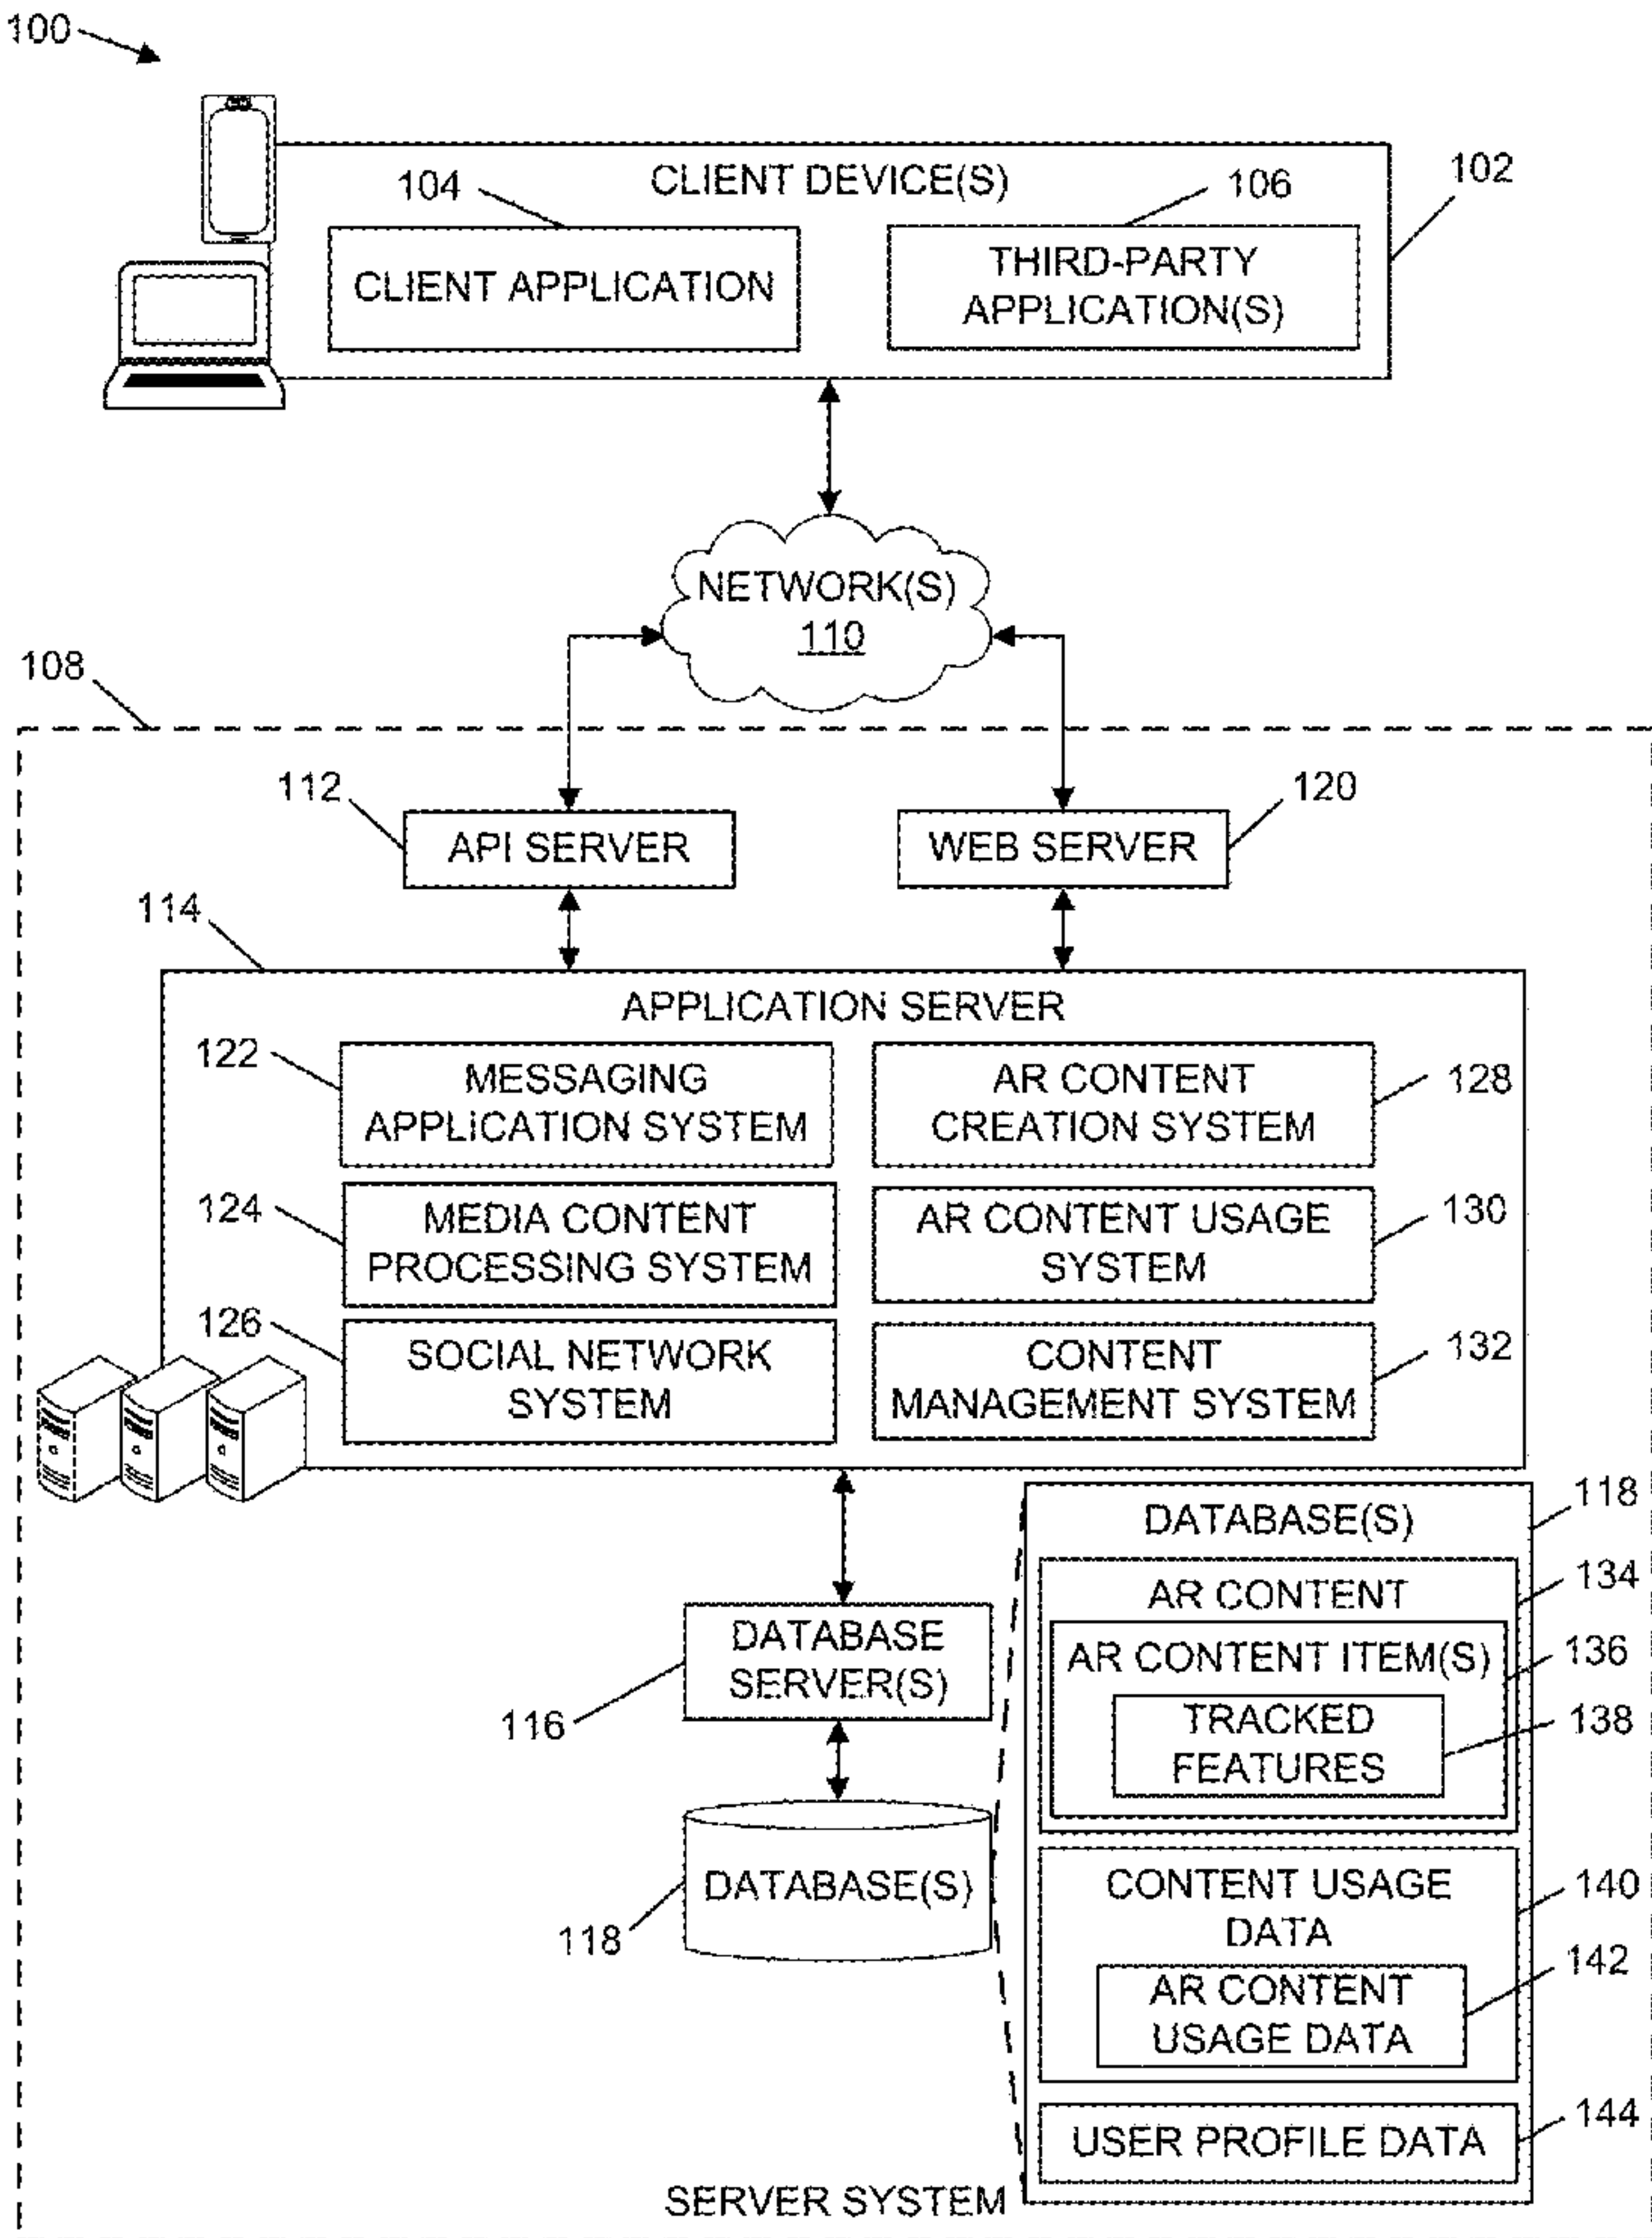 100
CLIENT DEVICE(S)
102
104
106
CLIENT APPLICATION
THIRD-PARTY
APPLICATION(S)
NETWORK(S)
110
108
112
120
API SERVER
WEB SERVER
114
APPLICATION SERVER
122
MESSAGING
APPLICATION SYSTEM
AR CONTENT
CREATION SYSTEM
128
124
MEDIA CONTENT
PROCESSING SYSTEM
AR CONTENT USAGE
SYSTEM
130
126
SOCIAL NETWORK
SYSTEM
CONTENT
MANAGEMENT SYSTEM
132
DATABASE
SERVER(S)
116
DATABASE(S)
118
DATABASE(S)
118
AR CONTENT
134
AR CONTENT ITEM(S)
136
TRACKED
FEATURES
138
CONTENT USAGE
DATA
140
AR CONTENT
USAGE DATA
142
USER PROFILE DATA
144
SERVER SYSTEM